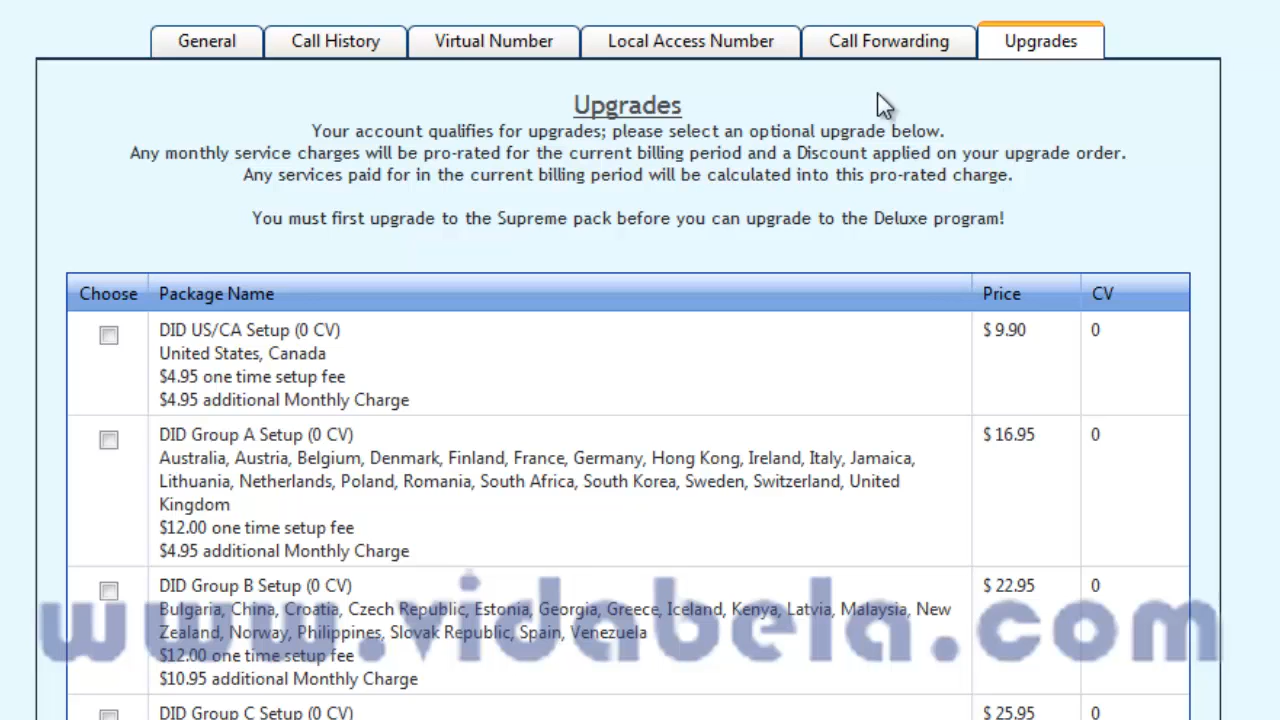 General Call History Virtual Number Local Access Number Call Forwarding Upgrades
Upgrades
Your account qualifies for upgrades; please select an optional upgrade below.
Any monthly service charges will be pro-rated for the current billing period and a Discount applied on your upgrade order.
Any services paid for in the current billing period will be calculated into this pro-rated charge.
You must first upgrade to the Supreme pack before you can upgrade to the Deluxe program!
Choose Package Name Price CV
DID US/CA Setup (0 CV) $ 9.90 0
United States, Canada
$4.95 one time setup fee
$4.95 additional Monthly Charge
DID Group A Setup (0 CV) $ 16.95 0
Australia, Austria, Belgium, Denmark, Finland, France, Germany, Hong Kong, Ireland, Italy, Jamaica,
Lithuania, Netherlands, Poland, Romania, South Africa, South Korea, Sweden, Switzerland, United
Kingdom
$12.00 one time setup fee
$4.95 additional Monthly Charge
DID Group B Setup (0 CV) $ 22.95 0
Bulgaria, China, Croatia, Czech Republic, Estonia, Georgia, Greece, Iceland, Kenya, Latvia, Malaysia, New
Zealand, Norway, Philippines, Slovak Republic, Spain, Venezuela
www.vidabela.com
$12.00 one time setup fee
$10.95 additional Monthly Charge
DID Group C Setup (0 CV) $ 25.95 0